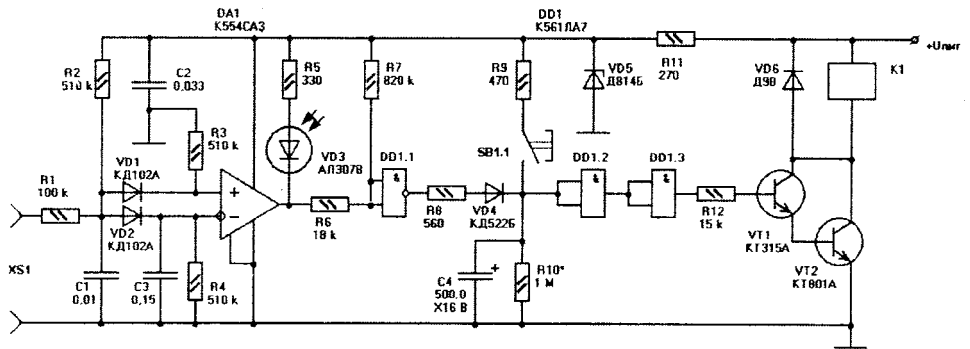 DA1
К554СА3
DD1
К561ЛА7
+Uпит
R2
510 k
C2
0,033
R5
330
R7
820 k
R9
470
VD5
Д814Б
R11
270
VD6
Д9В
K1
R3
510 k
VD1
КД102А
VD3
АЛ307В
DD1.1
SB1.1
DD1.2
DD1.3
R1
100 k
+
−
&
&
&
VD2
КД102А
R6
18 k
R8
560
VD4
КД522Б
R12
15 k
VT1
КТ315А
XS1
C1
0,01
C3
0,15
R4
510 k
C4
500.0
X16 В
+
R10*
1 M
VT2
КТ801А